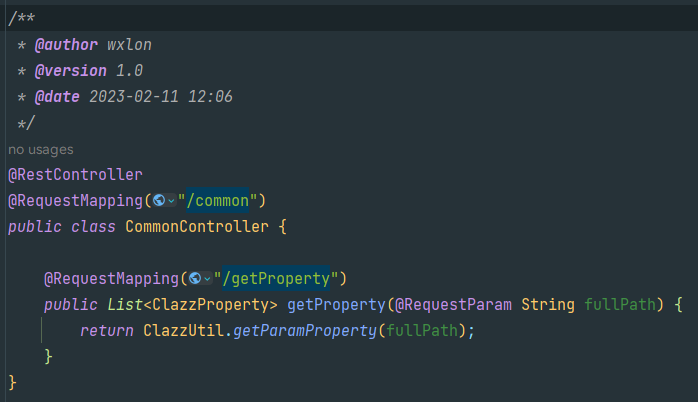 /**
 * @author wxlon
 * @version 1.0
 * @date 2023-02-11 12:06
 */
no usages
@RestController
@RequestMapping("/common")
public class CommonController {
    @RequestMapping("/getProperty")
    public List<ClazzProperty> getProperty(@RequestParam String fullPath) {
        return ClazzUtil.getParamProperty(fullPath);
    }
}